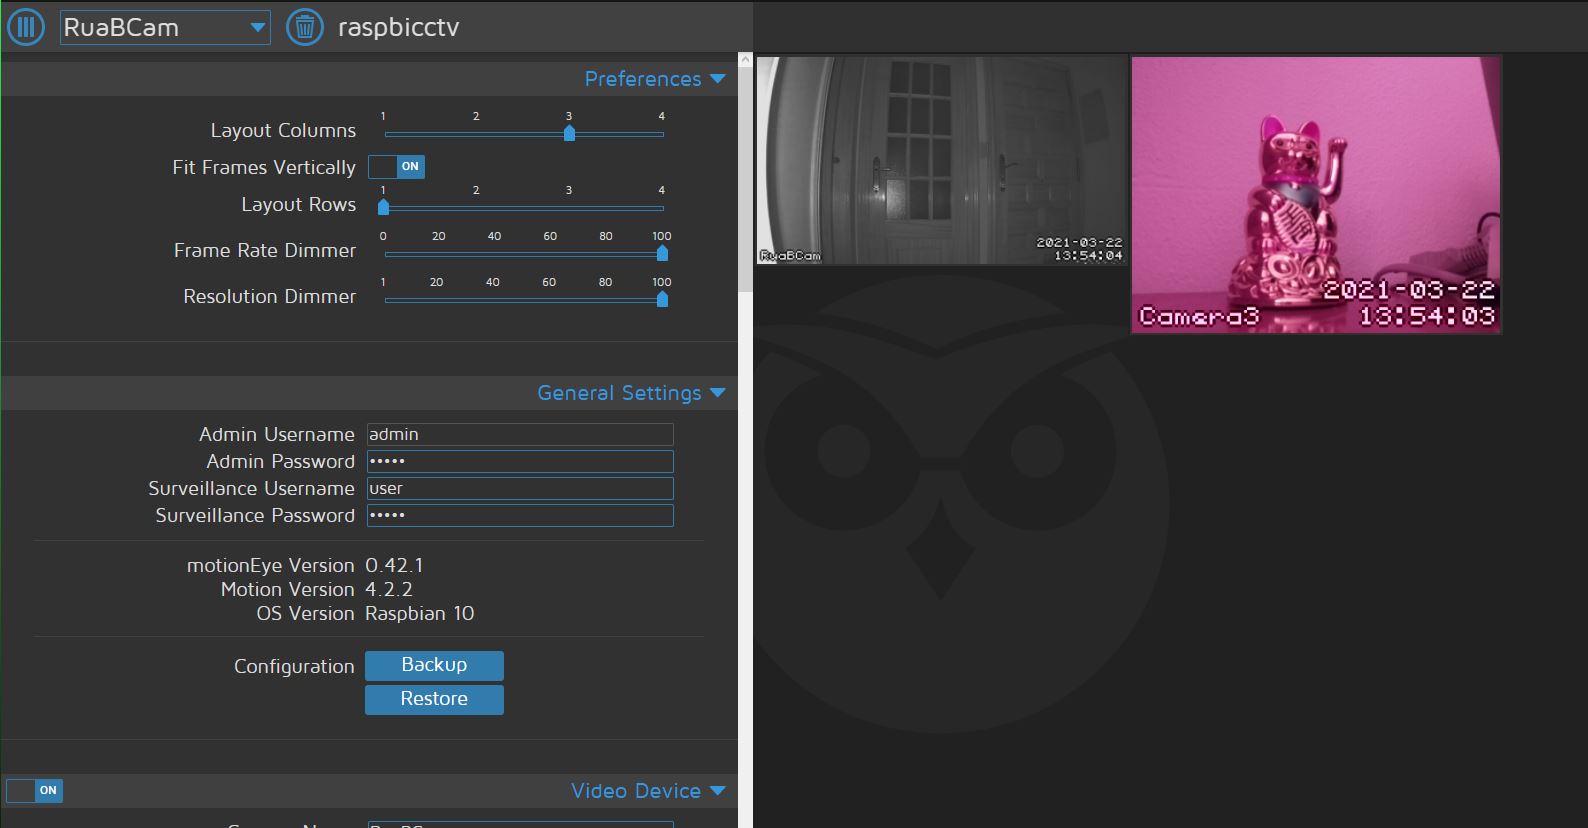 RuaBCam
raspbicctv
Preferences
Layout Columns
1 2 3 4
Fit Frames Vertically
ON
Layout Rows
1 2 3 4
Frame Rate Dimmer
0 20 40 60 80 100
Resolution Dimmer
1 20 40 60 80 100
General Settings
Admin Username admin
Admin Password •••••
Surveillance Username user
Surveillance Password •••••
motionEye Version 0.42.1
Motion Version 4.2.2
OS Version Raspbian 10
Configuration Backup
Restore
ON Video Device
2021-03-22
RuaBCam 13:54:04
2021-03-22
Camera3 13:54:03